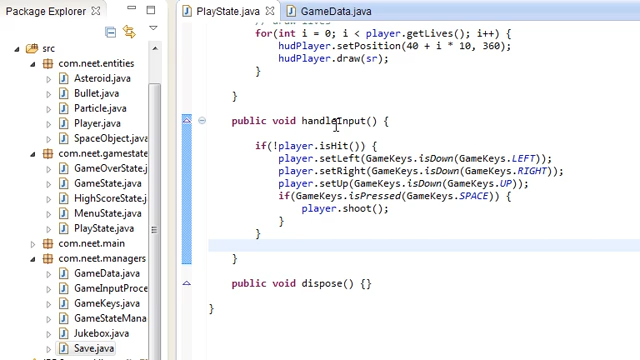 Package Explorer
src
com.neet.entities
Asteroid.java
Bullet.java
Particle.java
Player.java
SpaceObject.java
com.neet.gamestate
GameOverState.java
GameState.java
HighScoreState.java
MenuState.java
PlayState.java
com.neet.main
com.neet.managers
GameData.java
GameInputProce
GameKeys.java
GameStateMana
Jukebox.java
Save.java
PlayState.java
GameData.java
for(int i = 0; i < player.getLives(); i++) {
hudPlayer.setPosition(40 + i * 10, 360);
hudPlayer.draw(sr);
}
}
public void handleInput() {
if(!player.isHit()) {
player.setLeft(GameKeys.isDown(GameKeys.LEFT));
player.setRight(GameKeys.isDown(GameKeys.RIGHT));
player.setUp(GameKeys.isDown(GameKeys.UP));
if(GameKeys.isPressed(GameKeys.SPACE)) {
player.shoot();
}
}
}
public void dispose() {}
}